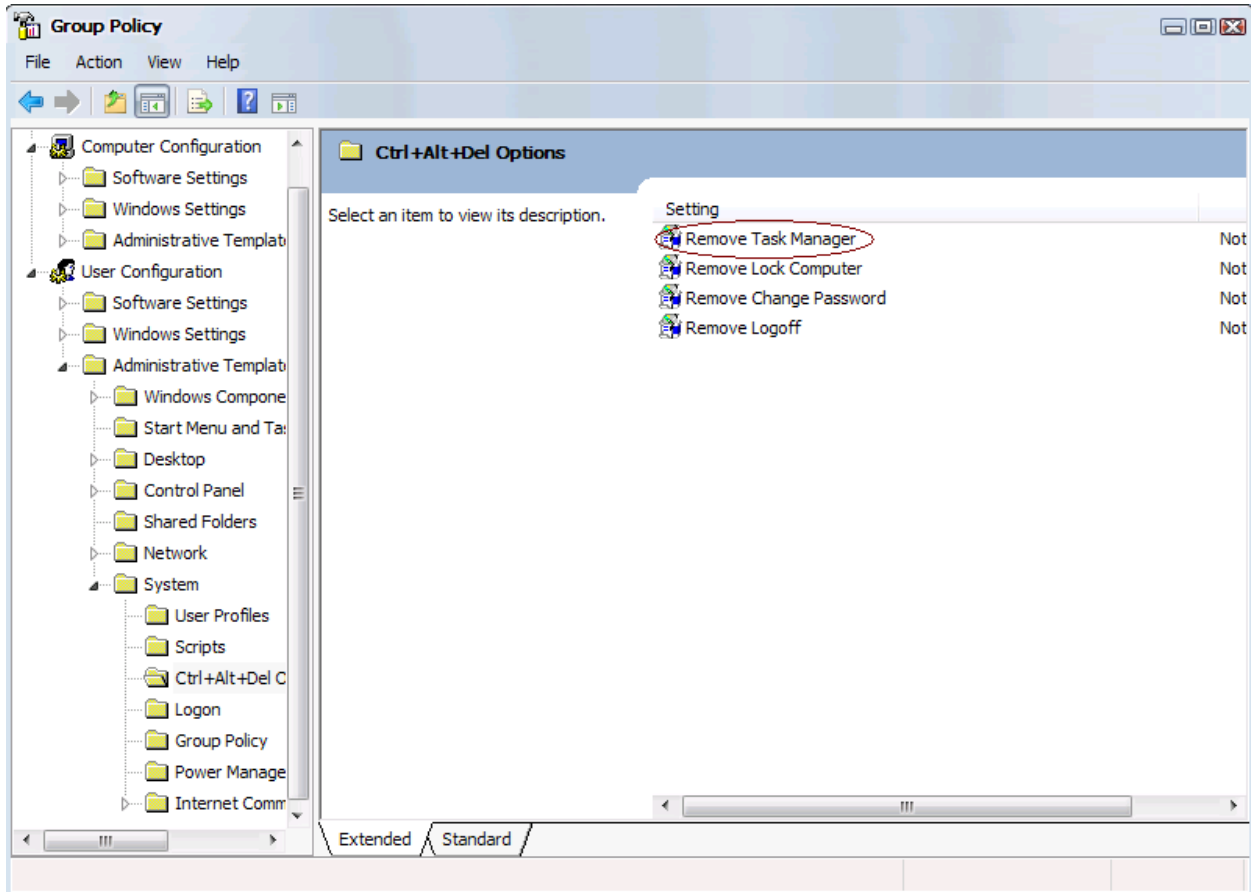 Group Policy
File Action View Help
Computer Configuration
Software Settings
Windows Settings
Administrative Templat
User Configuration
Software Settings
Windows Settings
Administrative Templat
Windows Compone
Start Menu and Ta
Desktop
Control Panel
Shared Folders
Network
System
User Profiles
Scripts
Ctrl+Alt+Del O
Logon
Group Policy
Power Manage
Internet Comm
Ctrl+Alt+Del Options
Select an item to view its description.
Setting
Remove Task Manager Not
Remove Lock Computer Not
Remove Change Password Not
Remove Logoff Not
Extended Standard